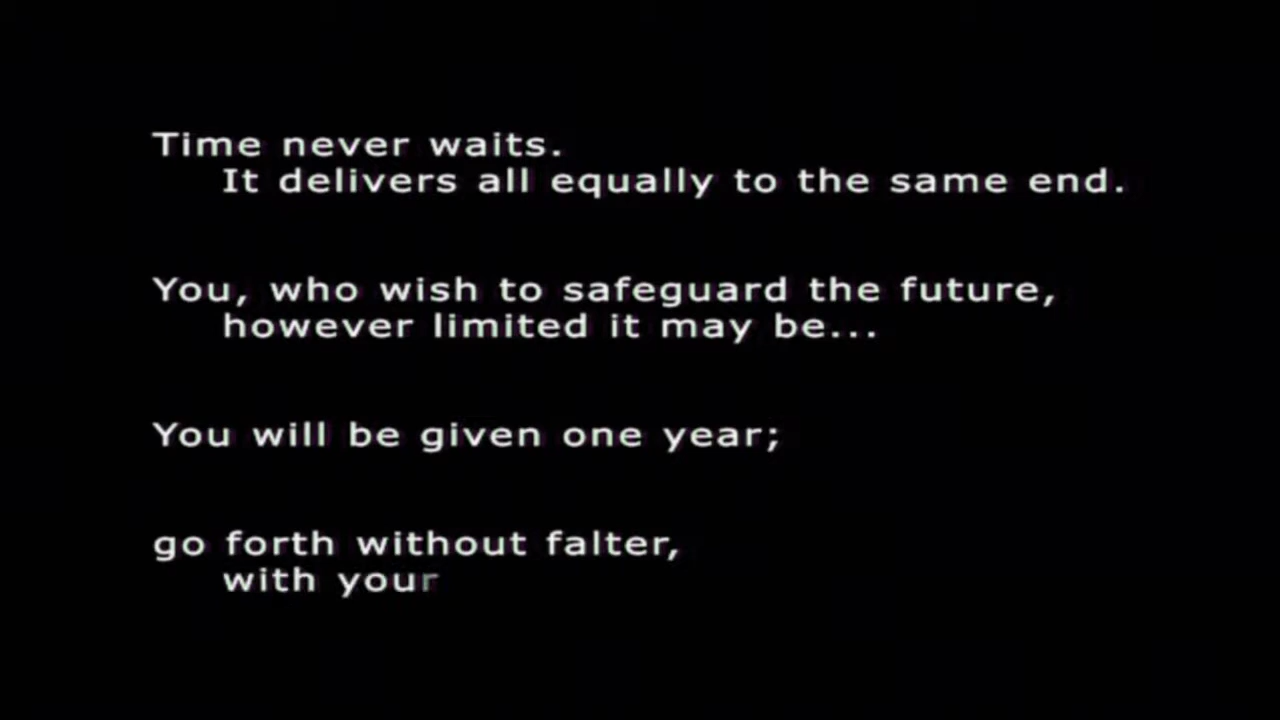 Time never waits.
It delivers all equally to the same end.
You, who wish to safeguard the future,
however limited it may be...
You will be given one year;
go forth without falter,
with your